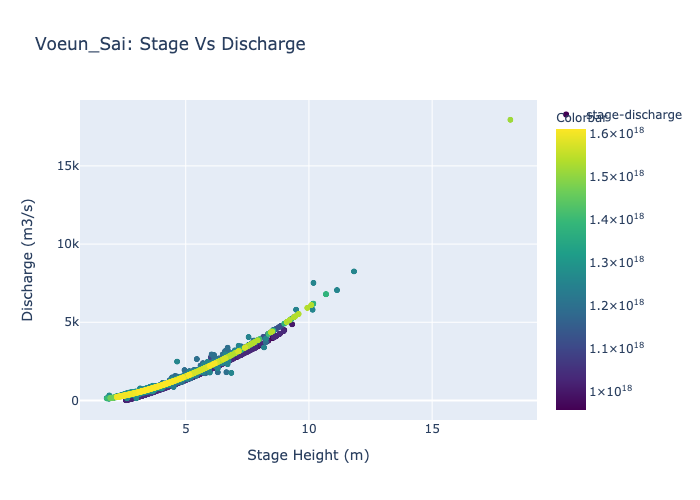 Voeun_Sai: Stage Vs Discharge
Colorbar
stage-discharge
1.6×10¹⁸
1.5×10¹⁸
1.4×10¹⁸
1.3×10¹⁸
1.2×10¹⁸
1.1×10¹⁸
1×10¹⁸
Discharge (m3/s)
15k
10k
5k
0
5
10
15
Stage Height (m)